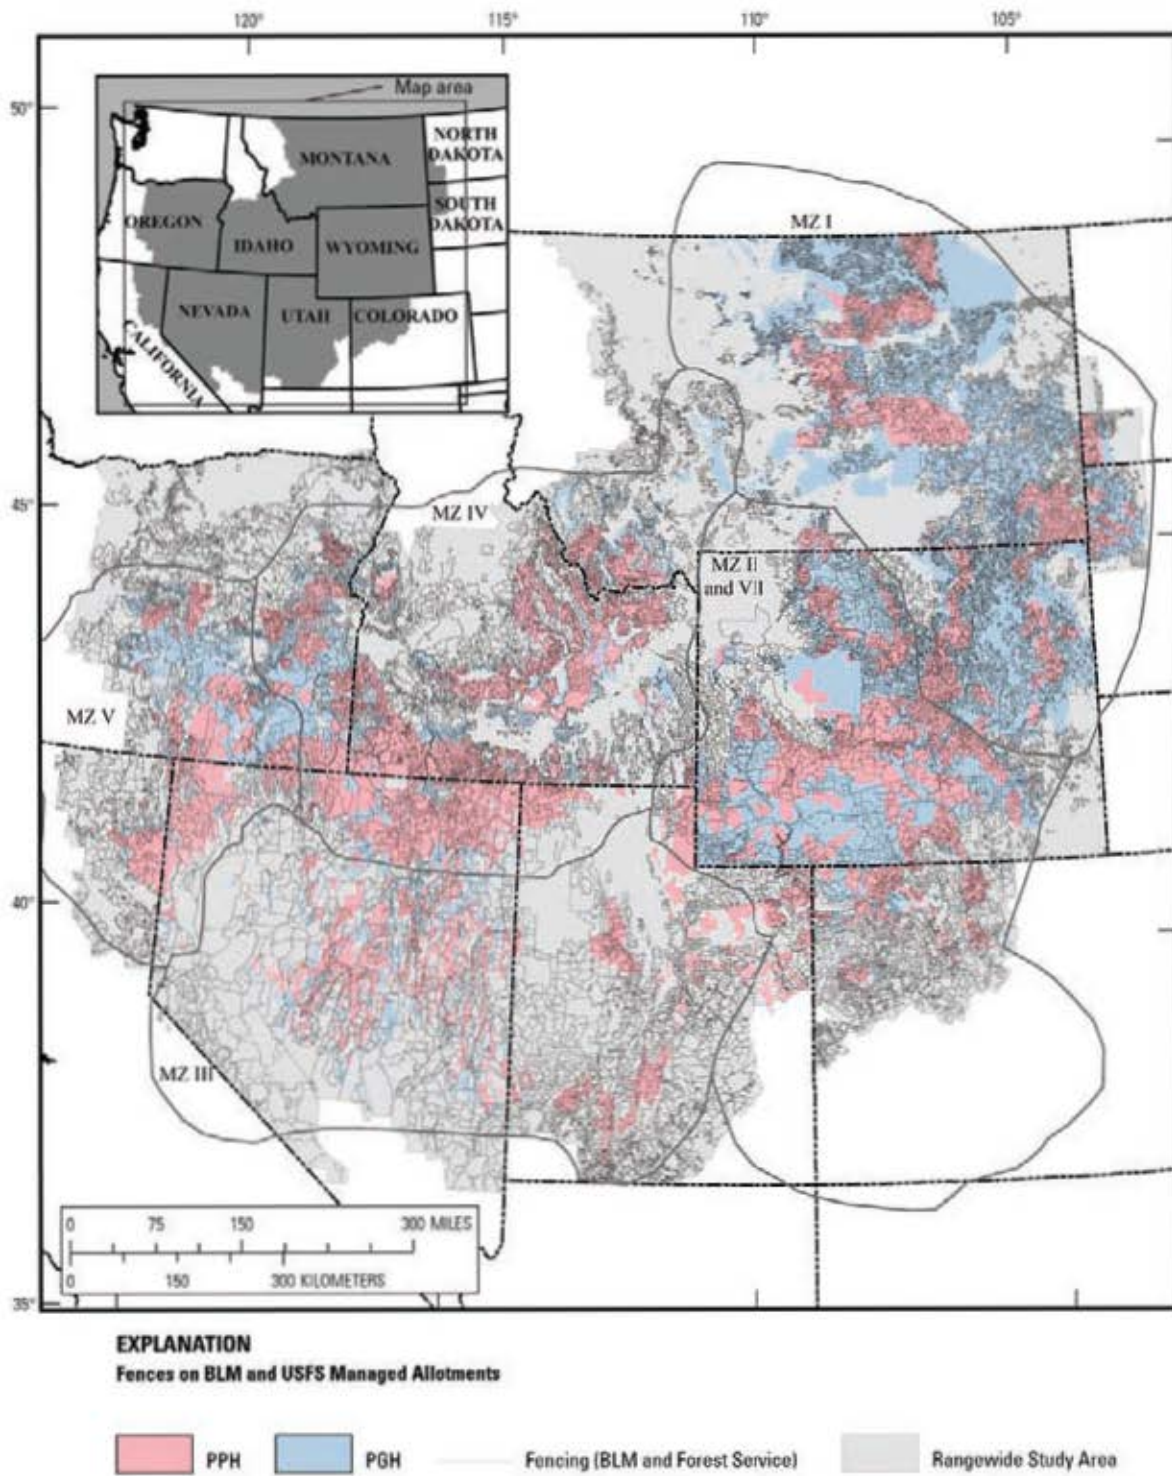 120° 115° 110° 105°
50°
45°
40°
35°
Map area
NORTH
DAKOTA
MONTANA
SOUTH
DAKOTA
OREGON
IDAHO
WYOMING
NEVADA
UTAH
COLORADO
CALIFORNIA
MZ I
MZ IV
MZ II
and VII
MZ V
MZ III
0 75 150 300 MILES
0 150 300 KILOMETERS
EXPLANATION
Fences on BLM and USFS Managed Allotments
PPH PGH Fencing (BLM and Forest Service) Rangewide Study Area